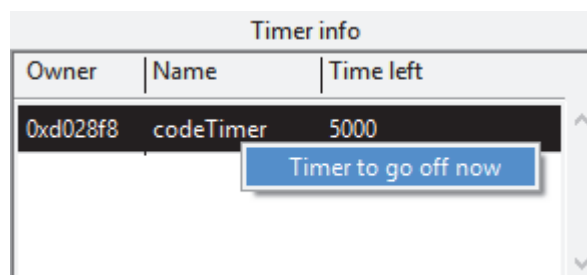 Timer info
Owner Name Time left
0xd028f8 codeTimer 5000
Timer to go off now